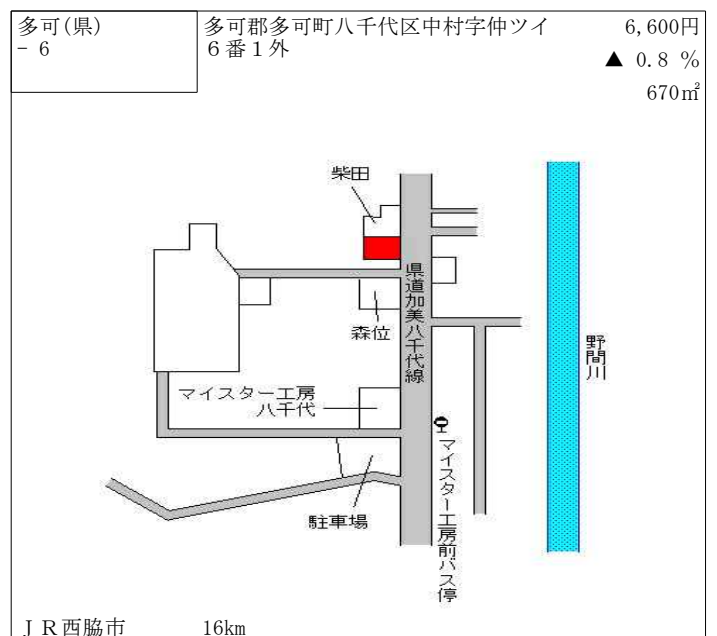 多可(県)
－ 6
多可郡多可町八千代区中村字仲ツイ
６番１外
6,600円
▲ 0.8 %
670㎡
柴田
県道加美八千代線
森位
野間川
マイスター工房
八千代
マイスター工房前バス停
駐車場
ＪＲ西脇市 16km